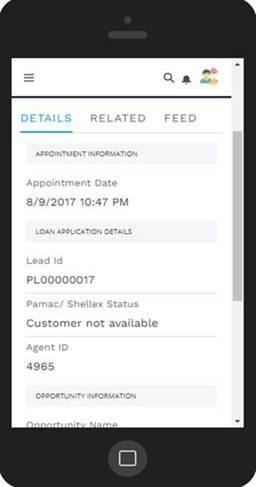 DETAILS RELATED FEED
APPOINTMENT INFORMATION
Appointment Date
8/9/2017 10:47 PM
LOAN APPLICATION DETAILS
Lead Id
PL00000017
Pamac/ Shellex Status
Customer not available
Agent ID
4965
OPPORTUNITY INFORMATION
Opportunity Name